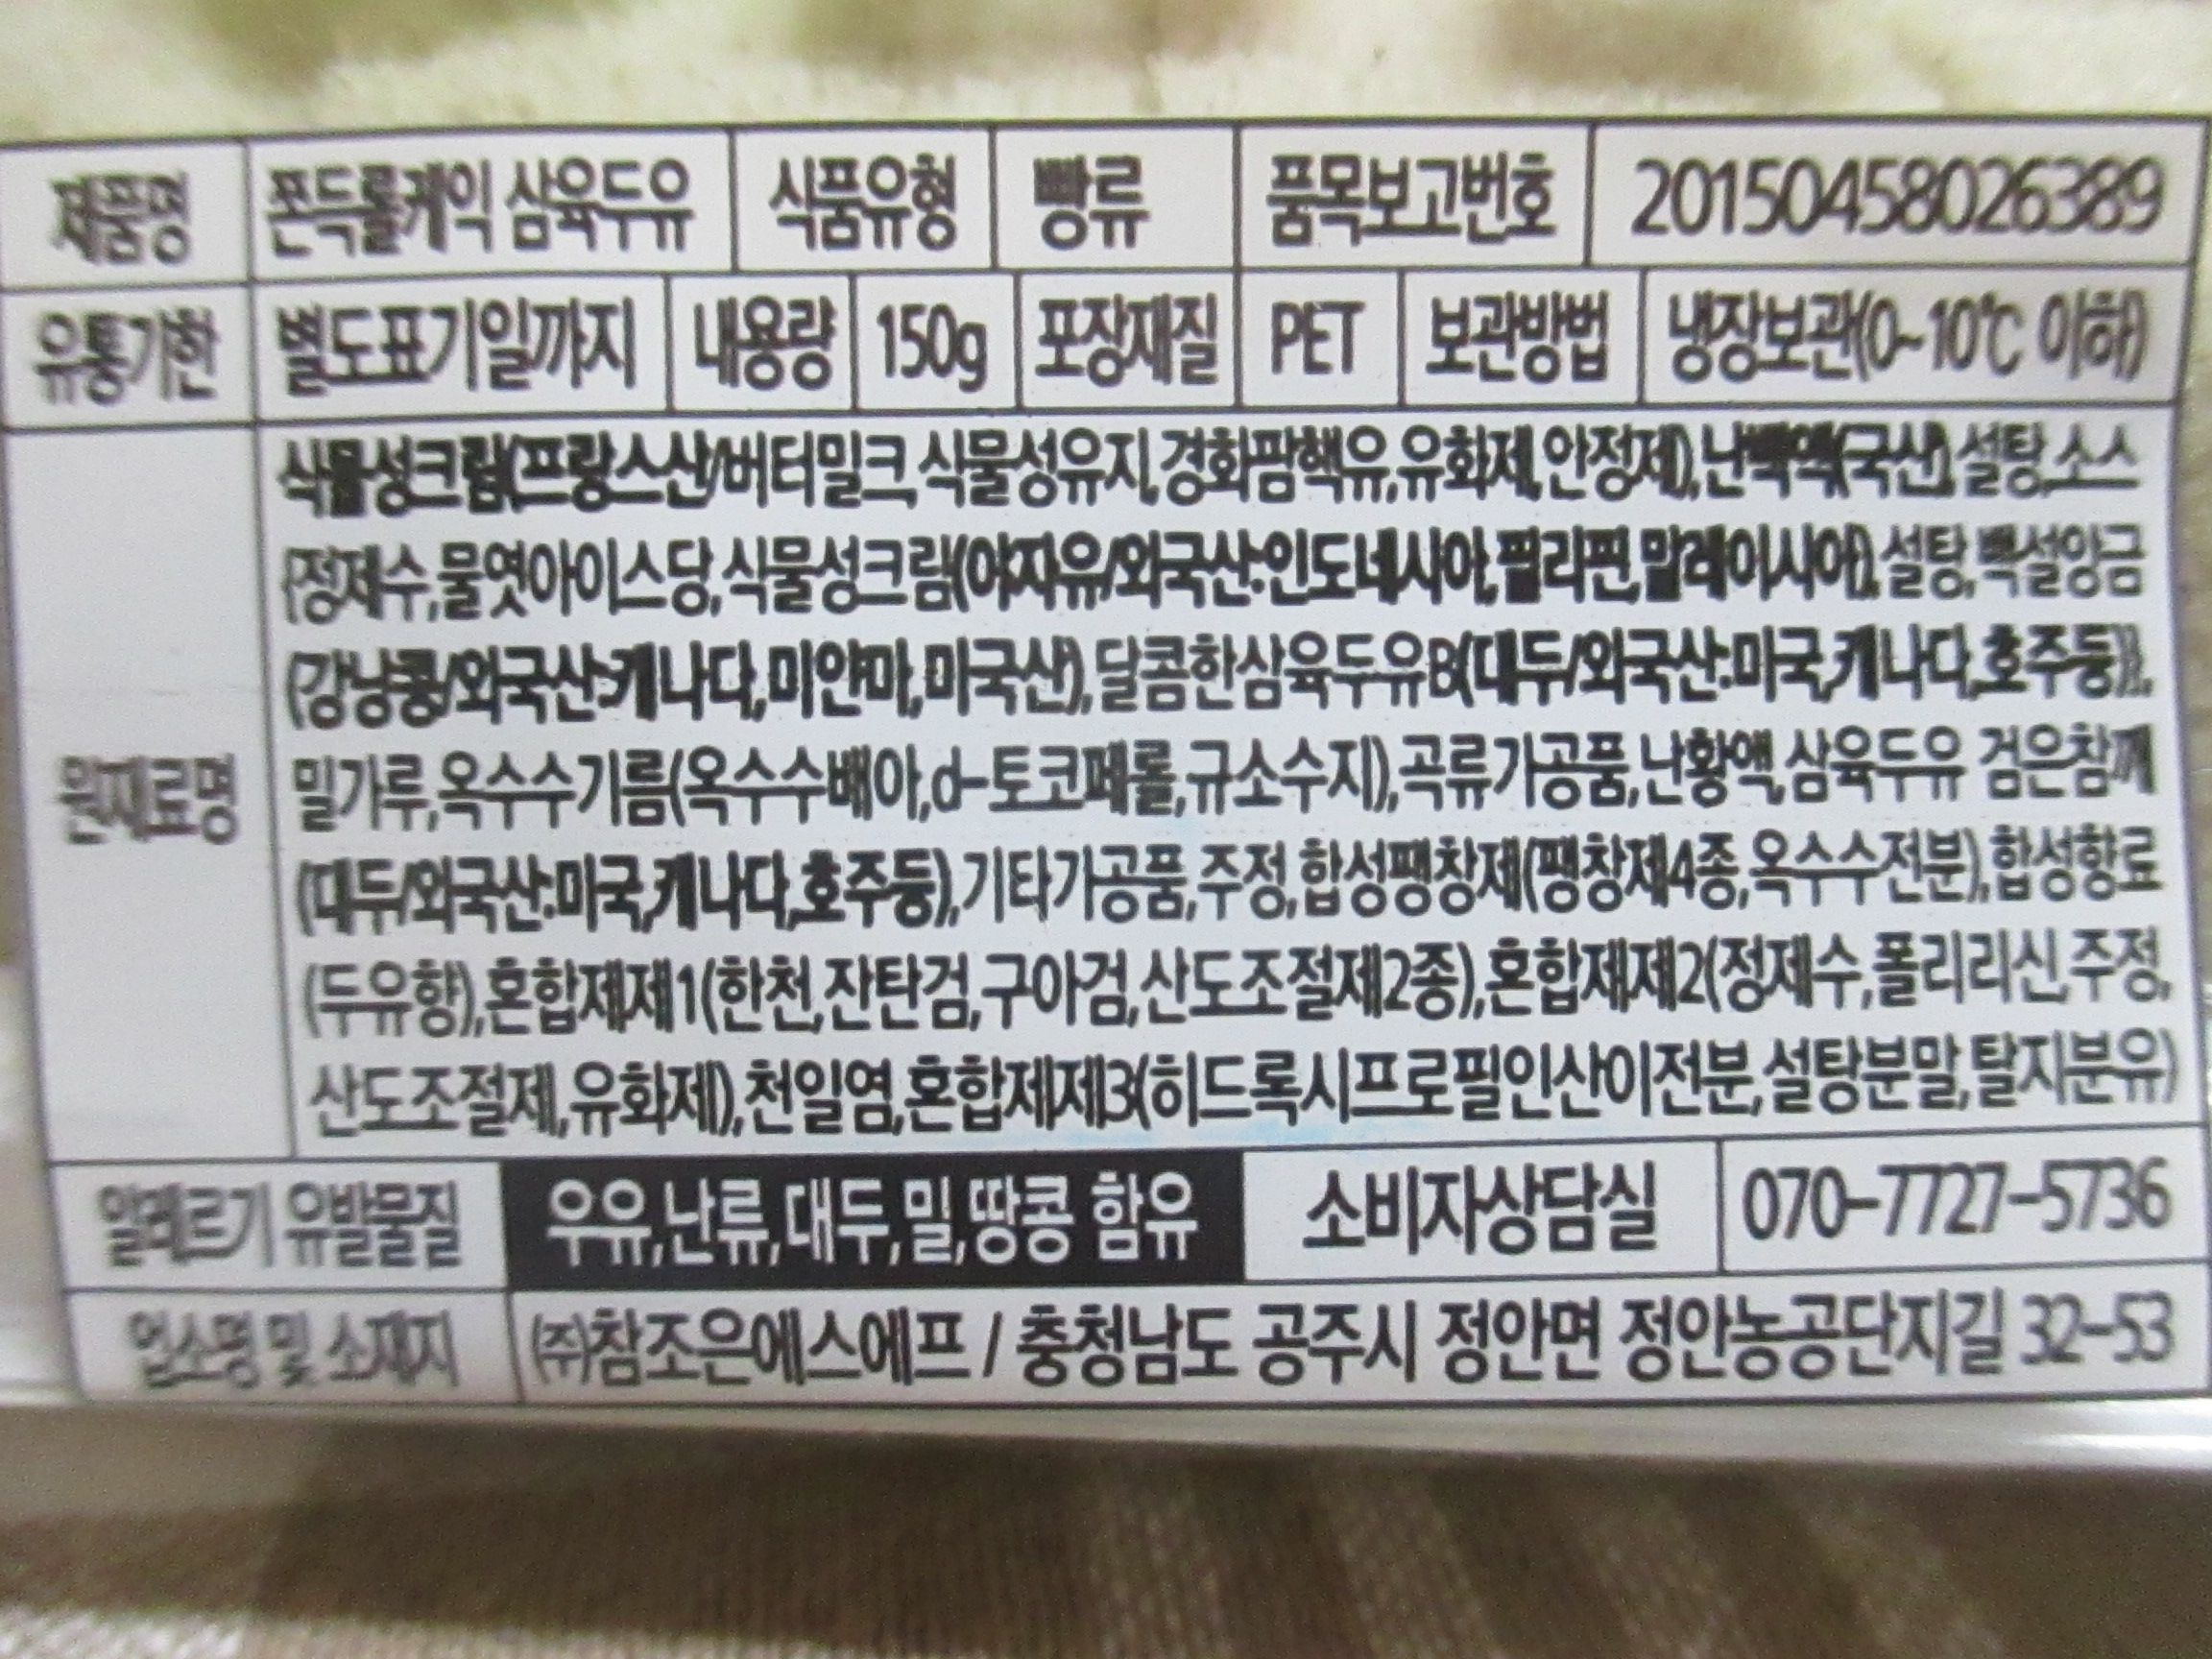 제품명 쫀득롤케익 삼육두유 식품유형 빵류 품목보고번호 20150458026389
유통기한 별도표기일까지 내용량 150g 포장재질 PET 보관방법 냉장보관(0~10℃ 이하)
식물성크림(프랑스산/버터밀크, 식물성유지,경화팜핵유,유화제,안정제),난백액(국산),설탕,소스
원재료명
{정제수,물엿아이스당,식물성크림(야자유/외국산:인도네시아,필리핀,말레이시아),설탕,백설앙금
(강낭콩/외국산:캐나다,미얀마,미국산),달콤한삼육두유B(대두/외국산:미국,캐나다,호주등)},
밀가루,옥수수기름(옥수수배아,d-토코페롤,규소수지),곡류가공품,난황액,삼육두유 검은참깨
(대두/외국산:미국,캐나다,호주등),기타가공품,주정,합성팽창제(팽창제4종,옥수수전분),합성향료
(두유향),혼합제제1(한천,잔탄검,구아검,산도조절제2종),혼합제제2(정제수,폴리리신,주정,
산도조절제,유화제),천일염,혼합제제3(히드록시프로필인산이전분,설탕분말,탈지분유)
알레르기 유발물질 우유,난류,대두,밀,땅콩 함유 소비자상담실 070-7727-5736
업소명 및 소재지 ㈜참조은에스에프 / 충청남도 공주시 정안면 정안농공단지길 32-53